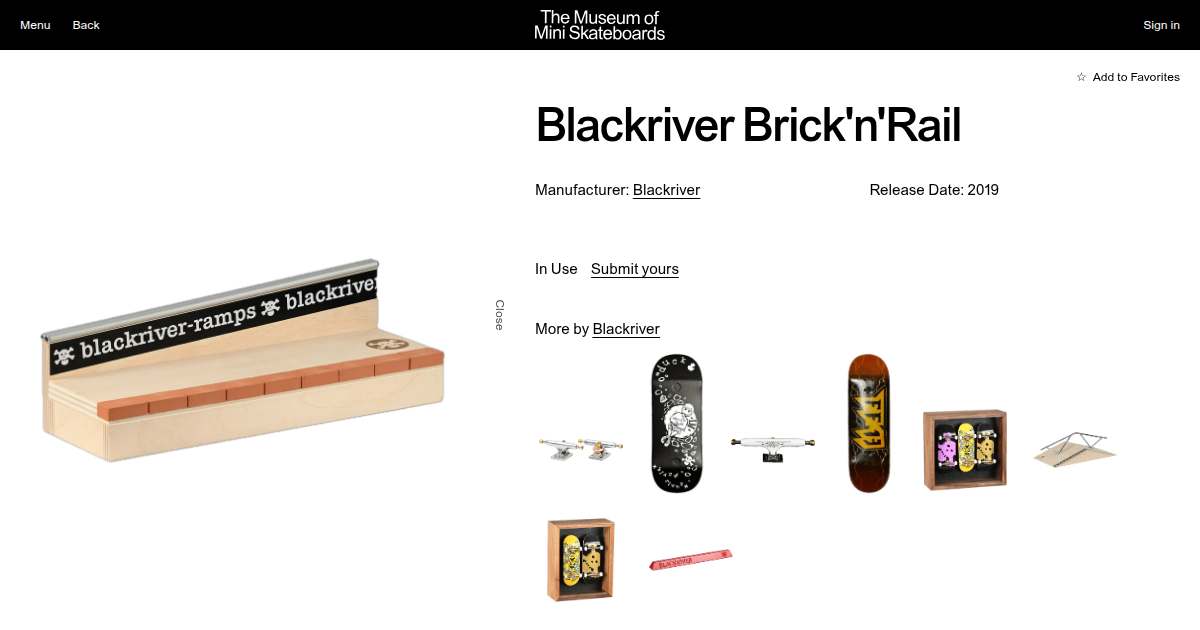 Menu
Back
The Museum of
Mini Skateboards
Sign in
☆ Add to Favorites
Blackriver Brick'n'Rail
Manufacturer: Blackriver
Release Date: 2019
blackriver-ramps blackriver
Close
In Use Submit yours
More by Blackriver
BLACKRIVER